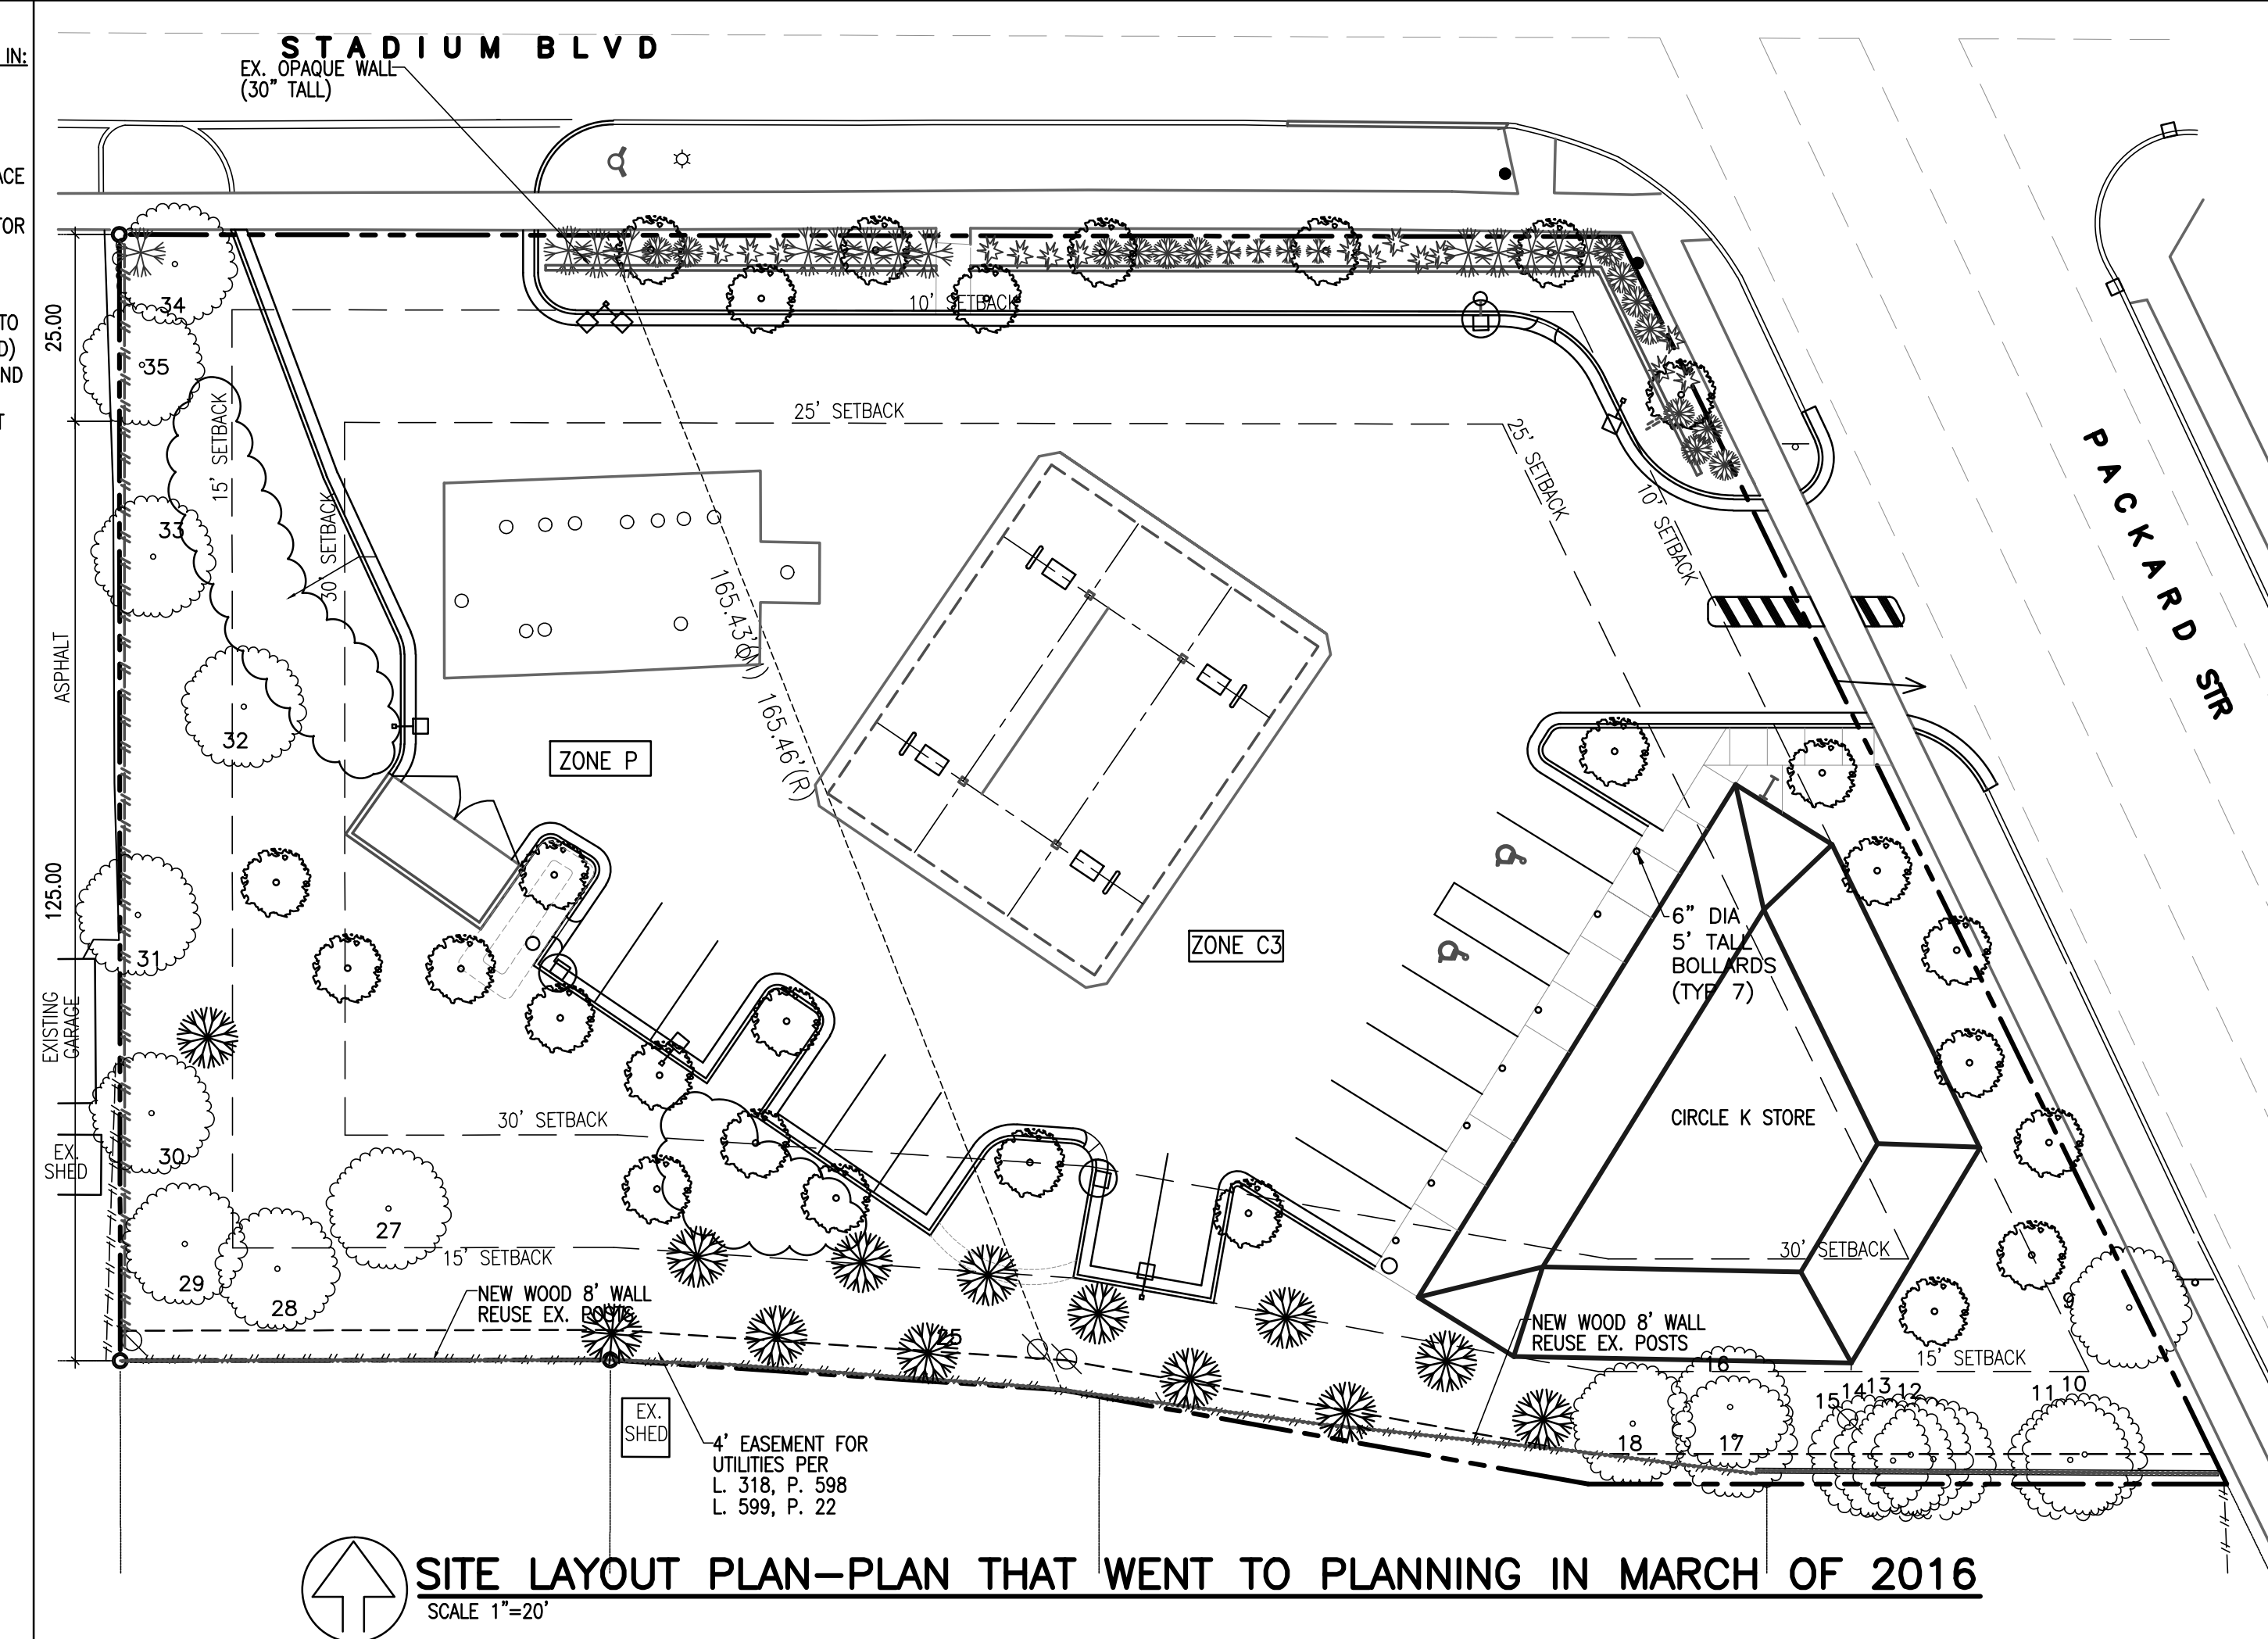 IN:
STADIUM BLVD
EX. OPAQUE WALL
(30" TALL)
ACE
TOR
TO
D)
ND
T
34
10' SETBACK
25.00
35
15' SETBACK
25' SETBACK
25' SETBACK
10' SETBACK
PACKARD STR
33
30' SETBACK
165.43'(M) 165.46'(R)
ASPHALT
32
ZONE P
ZONE C3
6" DIA
5' TALL
BOLLARDS
(TYP 7)
125.00
31
EXISTING
GARAGE
30' SETBACK
CIRCLE K STORE
EX.
SHED
30
27
15' SETBACK
30' SETBACK
29
28
NEW WOOD 8' WALL
REUSE EX. POSTS
25
NEW WOOD 8' WALL
REUSE EX. POSTS
16
15' SETBACK
15
14
13
12
11
10
EX.
SHED
18
17
4' EASEMENT FOR
UTILITIES PER
L. 318, P. 598
L. 599, P. 22
SITE LAYOUT PLAN-PLAN THAT WENT TO PLANNING IN MARCH OF 2016
SCALE 1"=20'